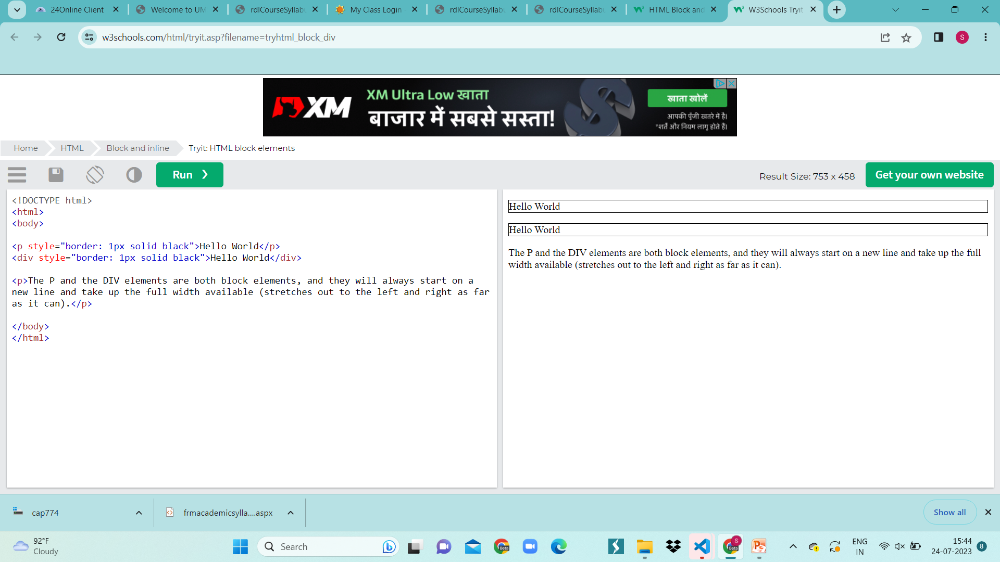 24Online Client
Welcome to UM
rdlCourseSyllabu
My Class Login -
rdlCourseSyllabu
rdlCourseSyllabu
HTML Block and
W3Schools Tryit
w3schools.com/html/tryit.asp?filename=tryhtml_block_div
S
XM
XM Ultra Low खाता
बाजार में सबसे सस्ता!
खाता खोलें
आपकी पूँजी खतरे में है।
*शर्तें और नियम लागू होते हैं।
Home
HTML
Block and inline
Tryit: HTML block elements
Run ❯
Result Size: 753 x 458
Get your own website
<!DOCTYPE html>
<html>
<body>
<p style="border: 1px solid black">Hello World</p>
<div style="border: 1px solid black">Hello World</div>
<p>The P and the DIV elements are both block elements, and they will always start on a
new line and take up the full width available (stretches out to the left and right as far
as it can).</p>
</body>
</html>
Hello World
Hello World
The P and the DIV elements are both block elements, and they will always start on a new line and take up the full
width available (stretches out to the left and right as far as it can).
cap774
frmacademicsylla....aspx
Show all
92°F
Cloudy
Search
Beta
S
Beta
ENG
IN
15:44
24-07-2023
8